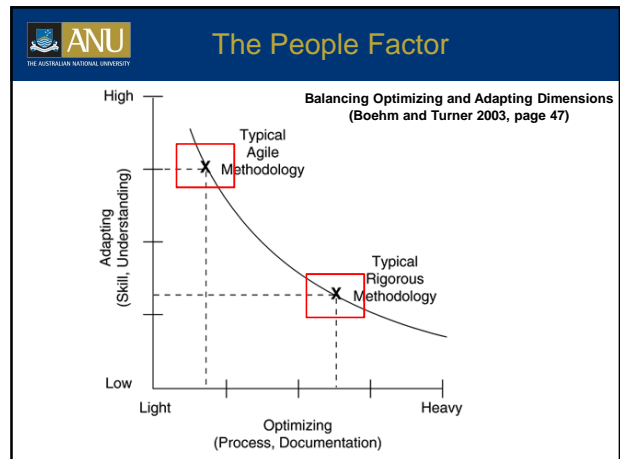 ANU
THE AUSTRALIAN NATIONAL UNIVERSITY
The People Factor
Balancing Optimizing and Adapting Dimensions
(Boehm and Turner 2003, page 47)
High
Typical
Agile
X Methodology
Adapting
(Skill, Understanding)
Typical
Rigorous
X Methodology
Low
Light
Heavy
Optimizing
(Process, Documentation)